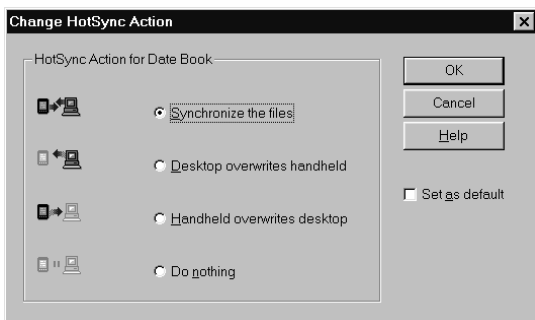 Change HotSync Action
HotSync Action for Date Book
OK
Synchronize the files
Cancel
Help
Desktop overwrites handheld
Set as default
Handheld overwrites desktop
Do nothing